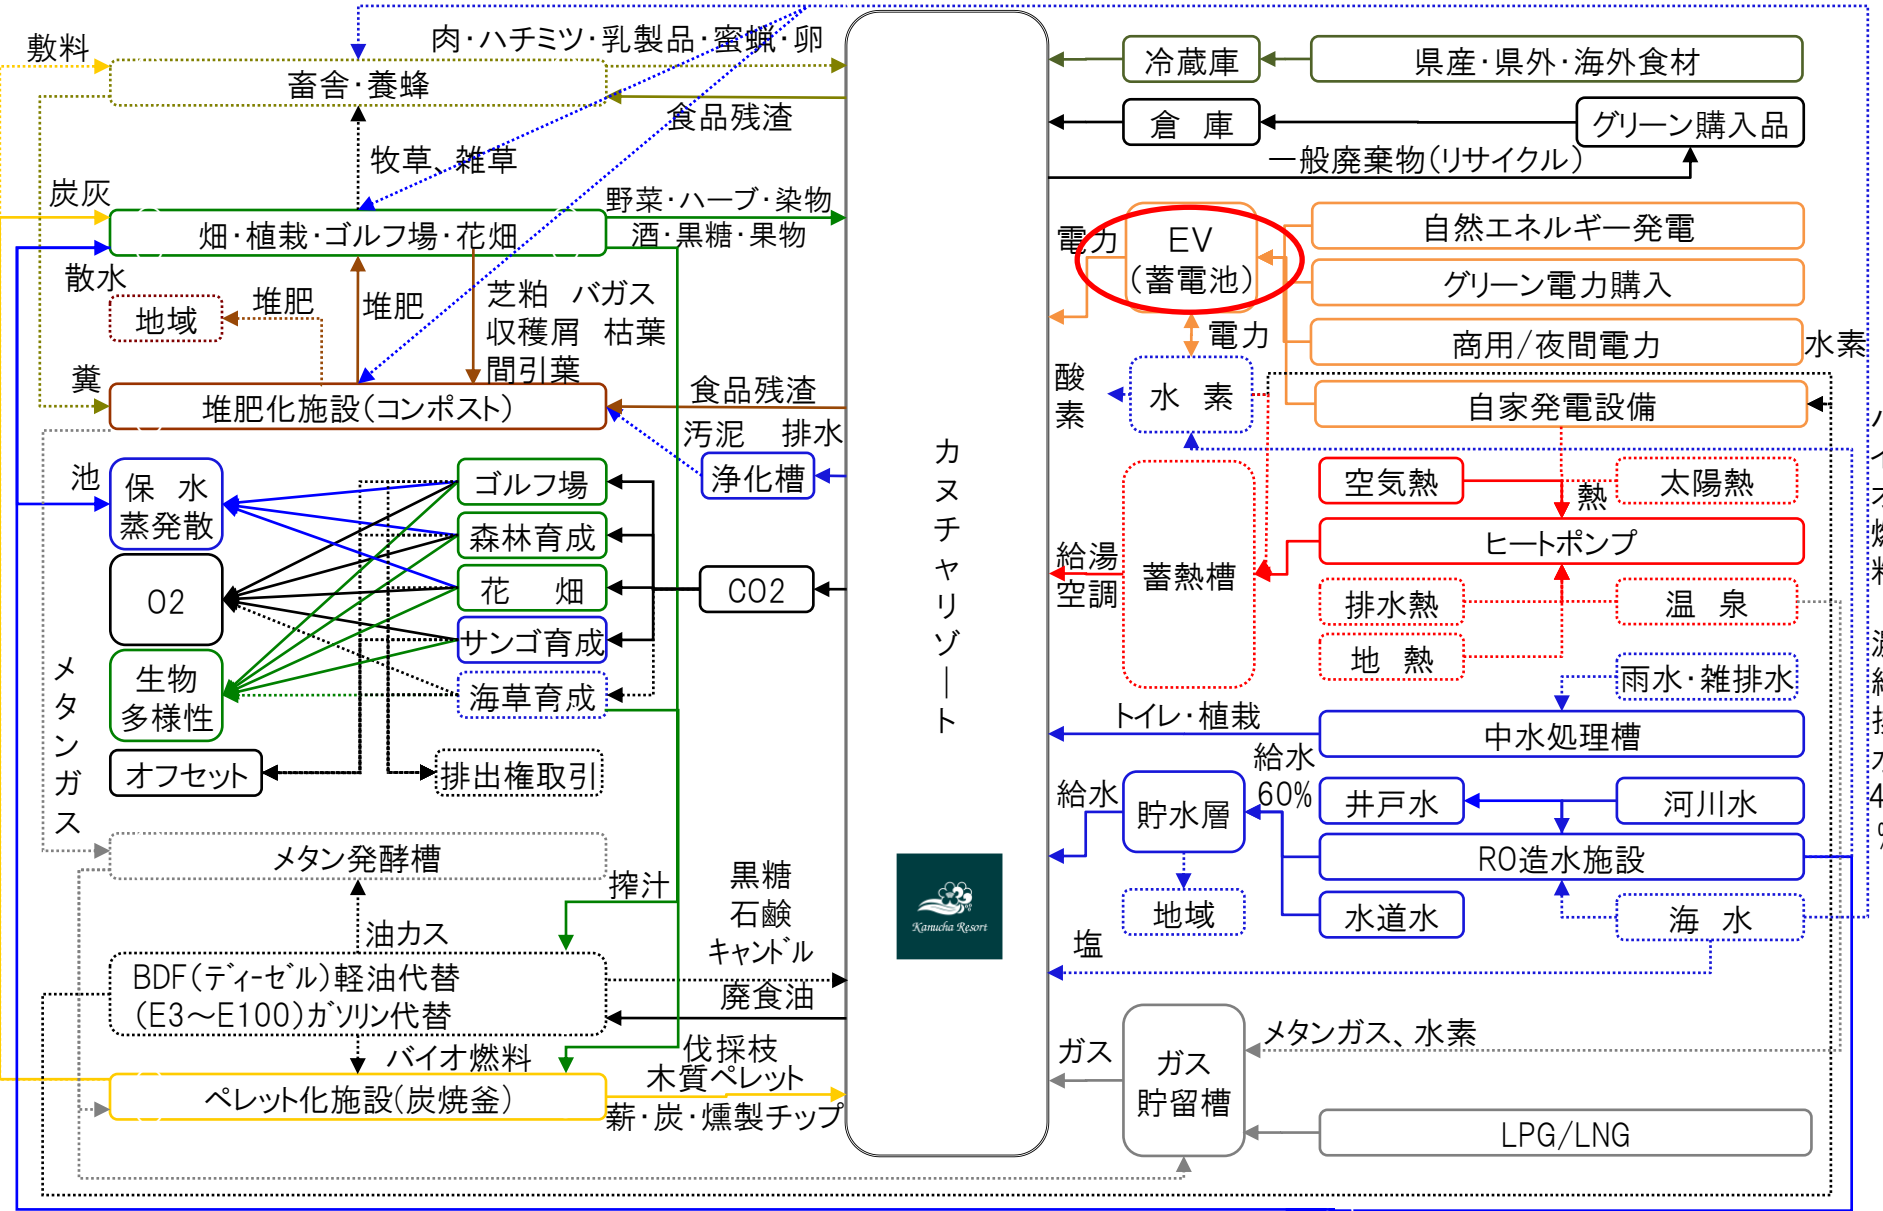 敷料
肉・ハチミツ・乳製品・蜜蝋・卵
畜舎・養蜂
食品残渣
牧草、雑草
炭灰
野菜・ハーブ・染物
畑・植栽・ゴルフ場・花畑
酒・黒糖・果物
散水
地域
堆肥
堆肥
芝粕 バガス
収穫屑 枯葉
間引葉
糞
堆肥化施設(コンポスト)
食品残渣
汚泥 排水
浄化槽
池
保 水
蒸発散
ゴルフ場
森林育成
花 畑
サンゴ育成
海草育成
O2
CO2
生物
多様性
オフセット
排出権取引
メタンガス
メタン発酵槽
搾汁
黒糖
石鹸
キャンドル
油カス
BDF(ディーゼル)軽油代替
(E3～E100)ガソリン代替
廃食油
バイオ燃料
伐採枝
木質ペレット
ペレット化施設(炭焼釜)
薪・炭・燻製チップ
カヌチャリゾート
Kanucha Resort
冷蔵庫
県産・県外・海外食材
倉 庫
グリーン購入品
一般廃棄物(リサイクル)
電力
EV
(蓄電池)
自然エネルギー発電
グリーン電力購入
商用/夜間電力
水素
電力
酸素
水 素
自家発電設備
空気熱
熱
太陽熱
ヒートポンプ
給湯
空調
蓄熱槽
排水熱
温 泉
地 熱
雨水・雑排水
トイレ・植栽
中水処理槽
給水
60%
給水
貯水層
井戸水
河川水
RO造水施設
地域
水道水
海 水
塩
ガス
ガス
貯留槽
メタンガス、水素
LPG/LNG